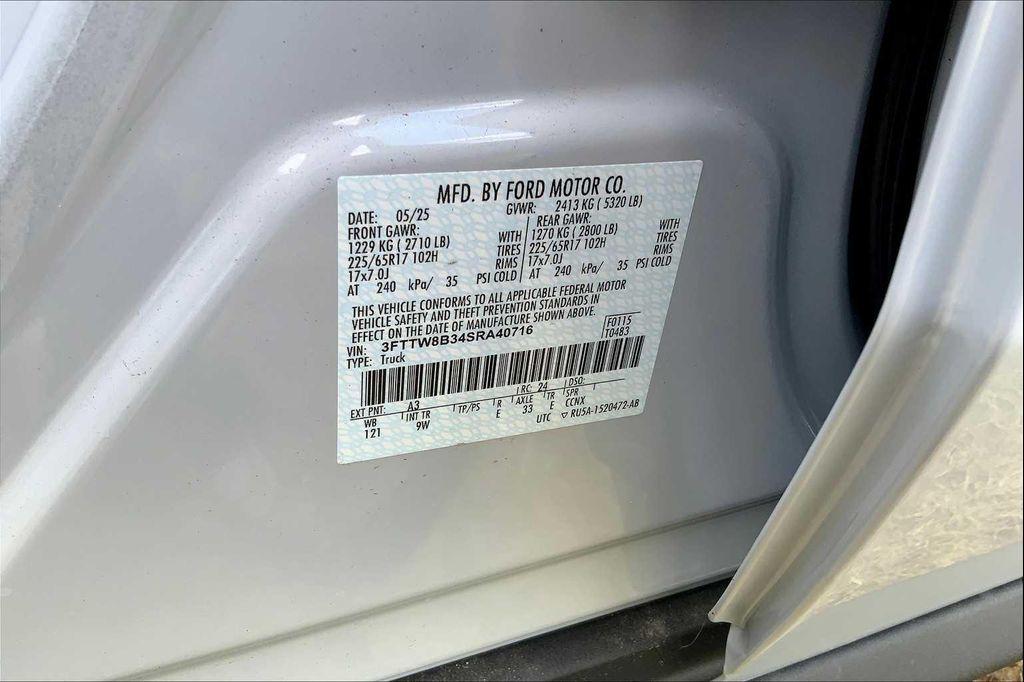 MFD. BY FORD MOTOR CO.
DATE: 05/25 GVWR: 2413 KG ( 5320 LB)
FRONT GAWR: REAR GAWR:
1229 KG ( 2710 LB) WITH 1270 KG ( 2800 LB) WITH
225/65R17 102H TIRES 225/65R17 102H TIRES
17x7.0J RIMS 17x7.0J RIMS
AT 240 kPa/ 35 PSI COLD AT 240 kPa/ 35 PSI COLD
THIS VEHICLE CONFORMS TO ALL APPLICABLE FEDERAL MOTOR
VEHICLE SAFETY AND THEFT PREVENTION STANDARDS IN
EFFECT ON THE DATE OF MANUFACTURE SHOWN ABOVE.
VIN: 3FTTW8B34SRA40716 F0115
TYPE: Truck T0483
EXT PNT: A3 RC: 24 DSO:
WB INT TR TP/PS R AXLE TR SPR
121 9W E 33 E CCNX
UTC ▽ RU5A-1520472-AB